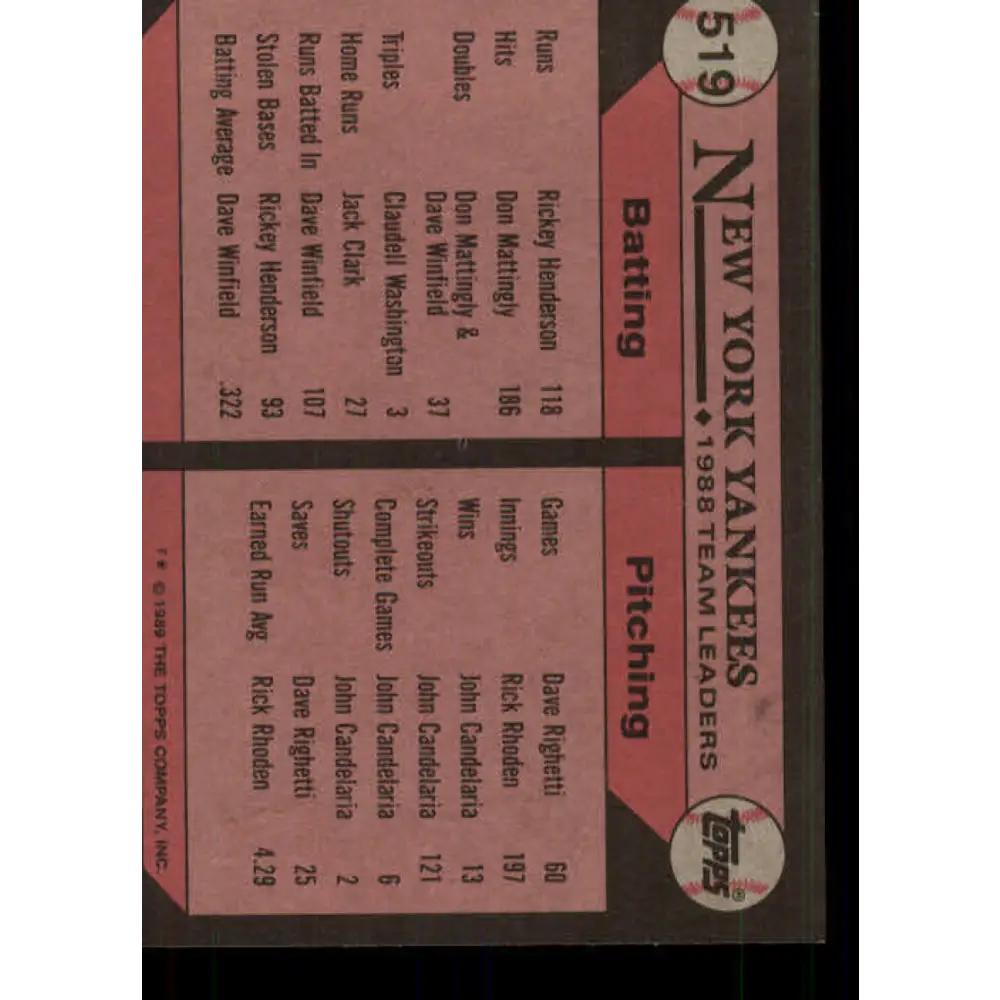 519
NEW YORK YANKEES
◆ 1988 TEAM LEADERS
topps®
Batting
Runs Rickey Henderson 118
Hits Don Mattingly 186
Doubles Don Mattingly &
Dave Winfield 37
Triples Claudell Washington 3
Home Runs Jack Clark 27
Runs Batted In Dave Winfield 107
Stolen Bases Rickey Henderson 93
Batting Average Dave Winfield .322
Pitching
Games Dave Righetti 60
Innings Rick Rhoden 197
Wins John Candelaria 13
Strikeouts John Candelaria 121
Complete Games John Candelaria 6
Shutouts John Candelaria 2
Saves Dave Righetti 25
Earned Run Avg Rick Rhoden 4.29
T * © 1989 THE TOPPS COMPANY, INC.